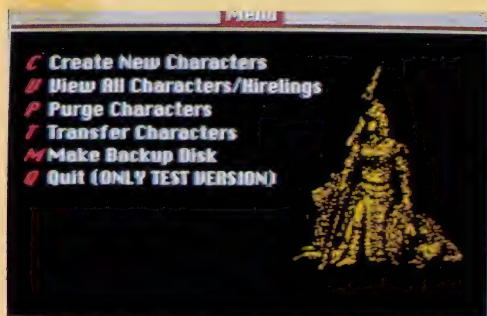 Menu
C Create New Characters
V View All Characters/Hirelings
P Purge Characters
T Transfer Characters
M Make Backup Disk
Q Quit (ONLY TEST VERSION)